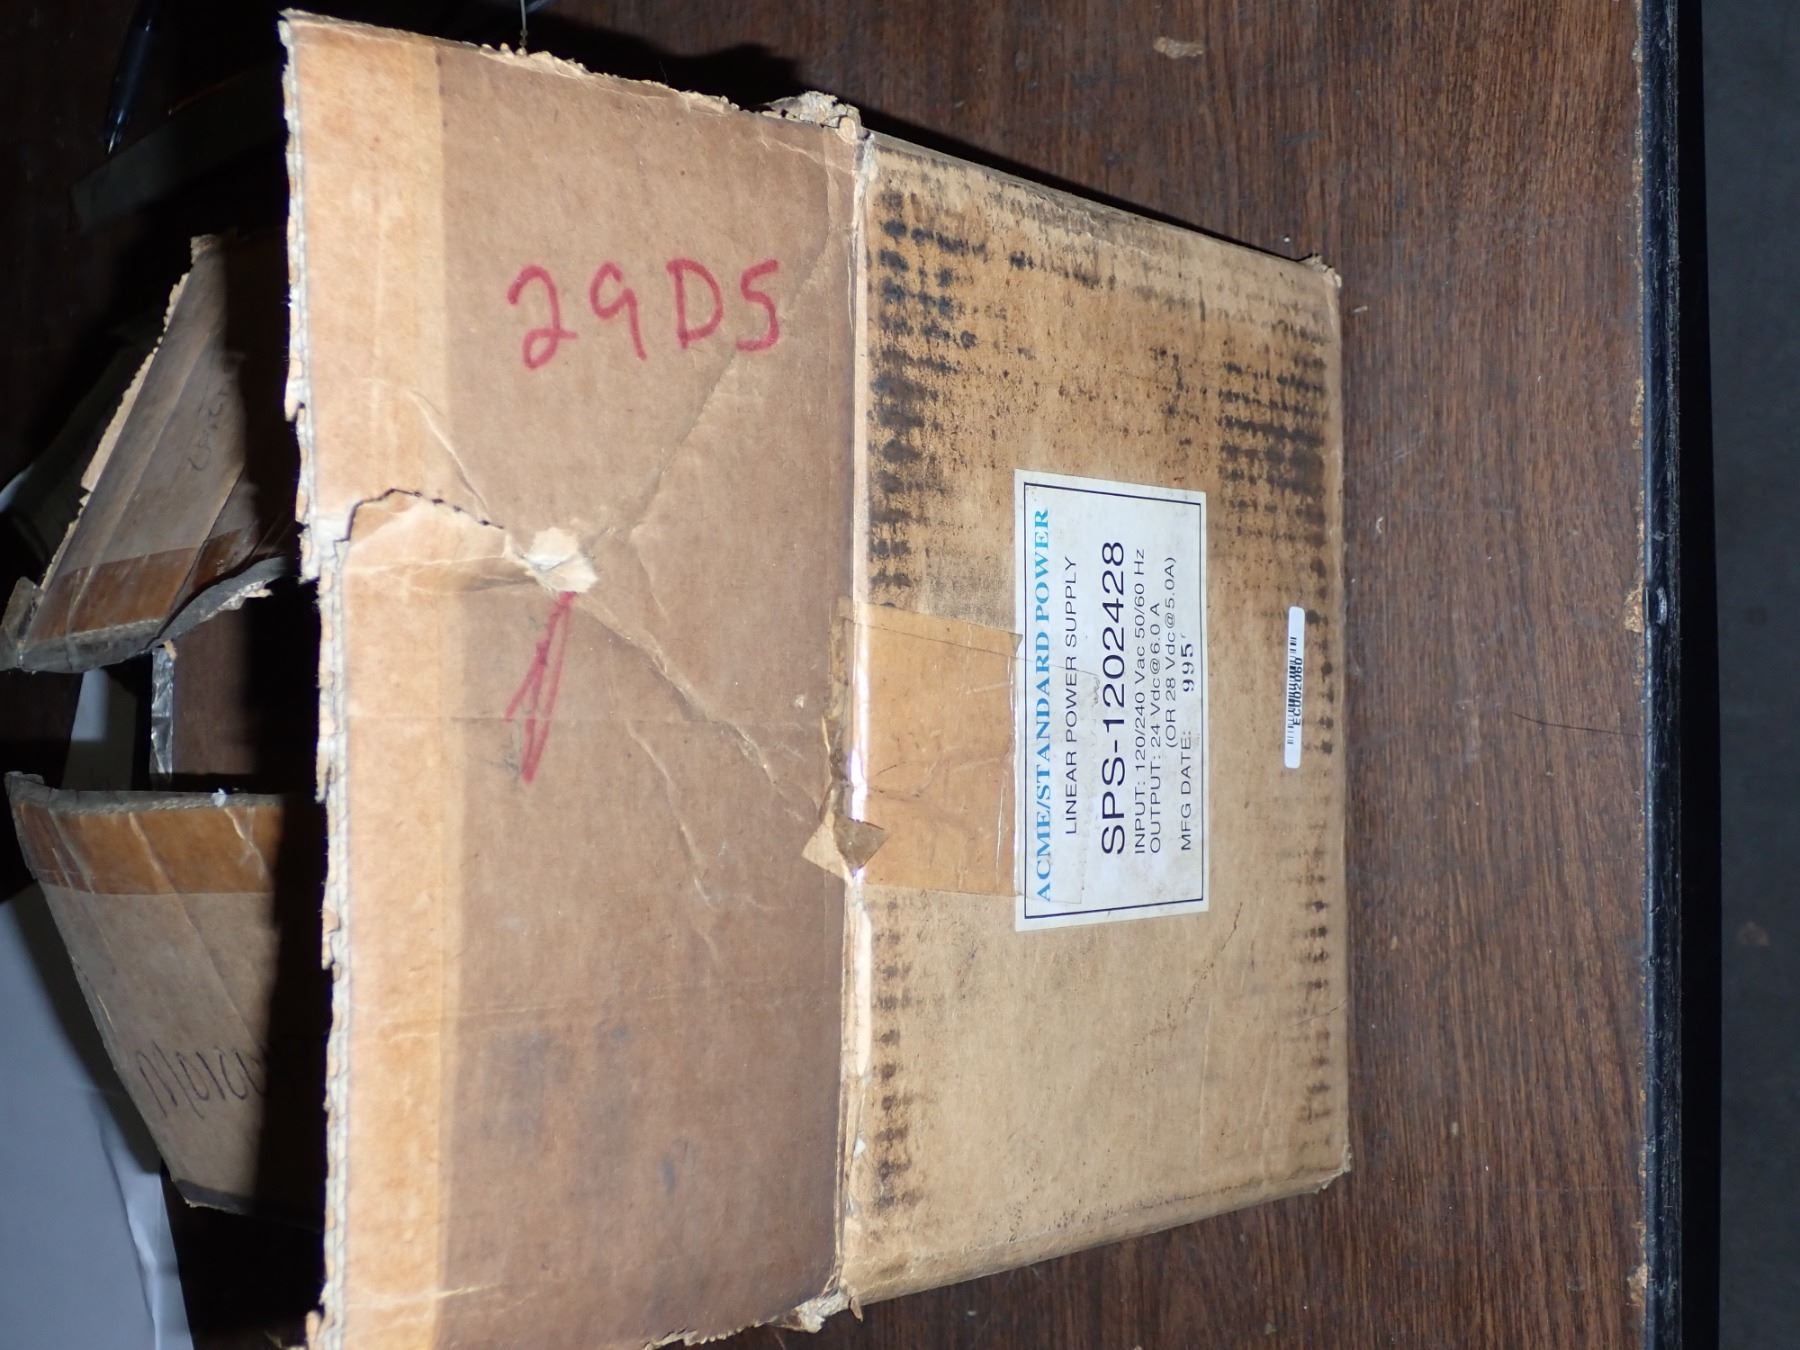 29D5
ACME/STANDARD POWER
LINEAR POWER SUPPLY
SPS-1202428
INPUT: 120/240 Vac 50/60 Hz
OUTPUT: 24 Vdc@6.0 A
(OR 28 Vdc@5.0A)
MFG DATE: 995